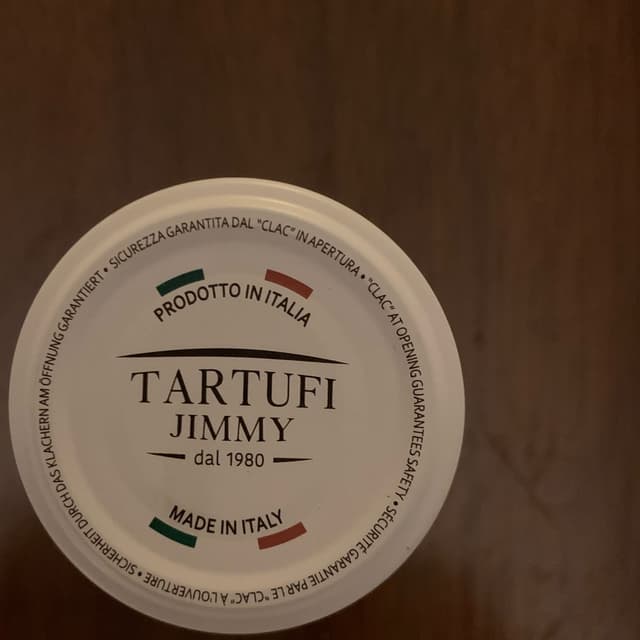 SICUREZZA GARANTITA DAL "CLAC" IN APERTURA •
"CLAC" AT OPENING GUARANTEES SAFETY •
SÉCURITÉ GARANTIE PAR LE "CLAC" À L'OUVERTURE •
SICHERHEIT DURCH DAS KLACHERN AM ÖFFNUNG GARANTIERT •
PRODOTTO IN ITALIA
TARTUFI
JIMMY
dal 1980
MADE IN ITALY